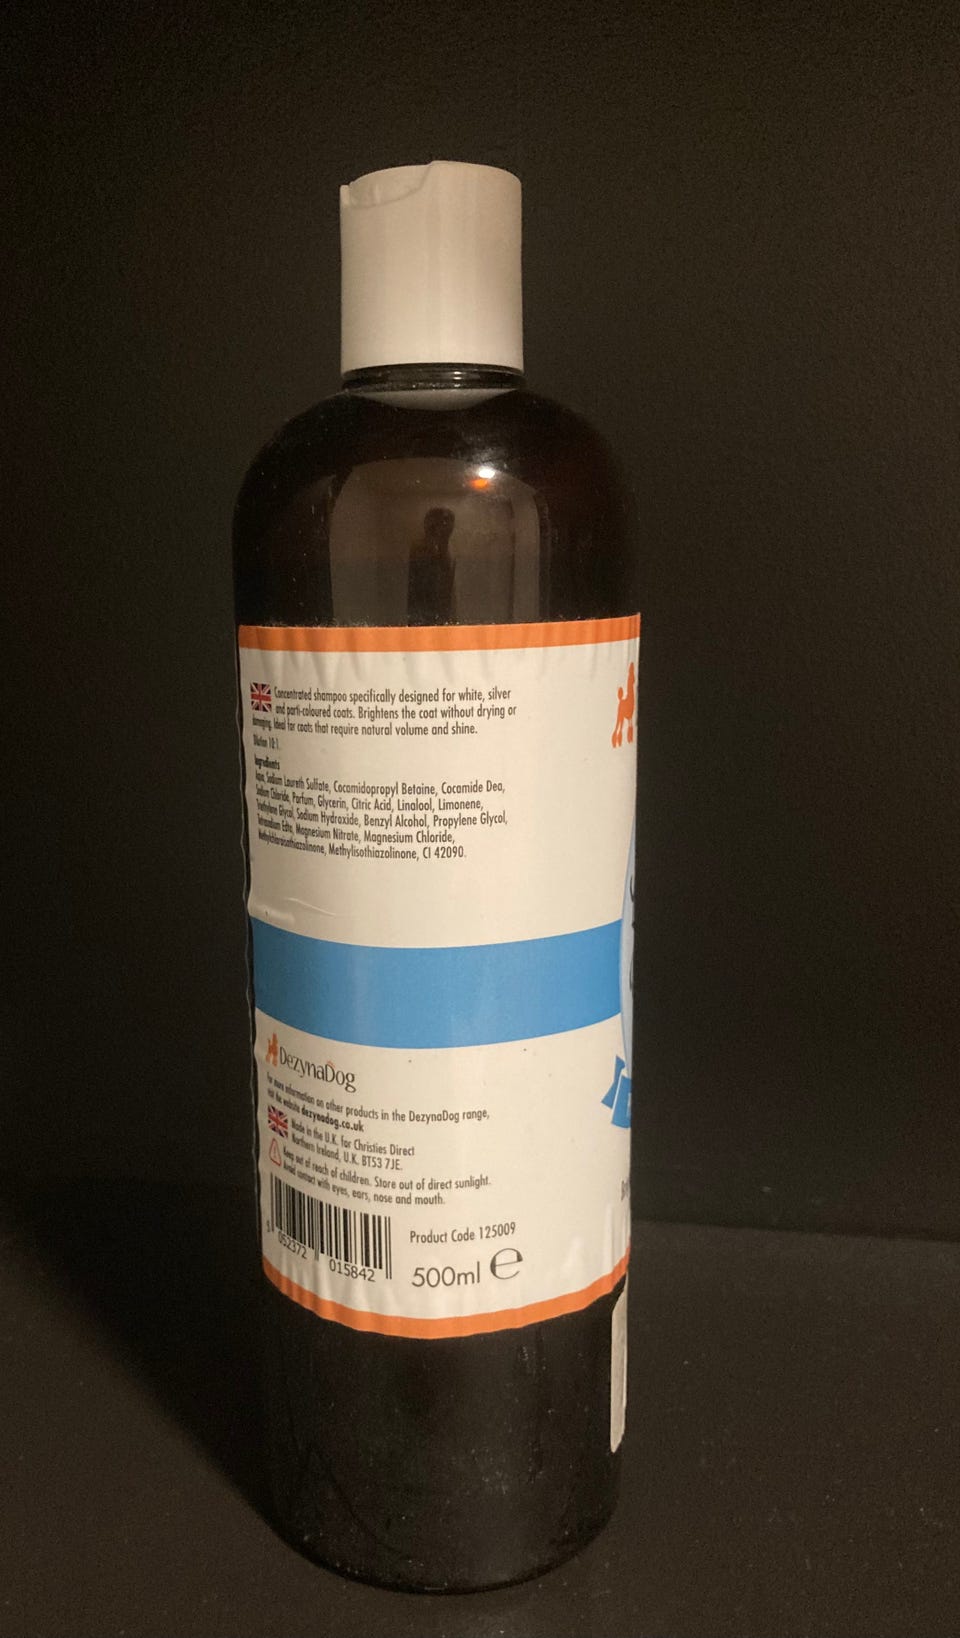 Concentrated shampoo specifically designed for white, silver
and parti-coloured coats. Brightens the coat without drying or
damaging. Ideal for coats that require natural volume and shine.
Dilution 10:1.
Ingredients
Aqua, Sodium Laureth Sulfate, Cocamidopropyl Betaine, Cocamide Dea,
Sodium Chloride, Parfum, Glycerin, Citric Acid, Linalool, Limonene,
Triethylene Glycol, Sodium Hydroxide, Benzyl Alcohol, Propylene Glycol,
Tetrasodium Edta, Magnesium Nitrate, Magnesium Chloride,
Methylchloroisothiazolinone, Methylisothiazolinone, CI 42090.
DezynaDog
For more information on other products in the DezynaDog range,
visit the website dezynadog.co.uk
Made in the U.K. for Christies Direct
Northern Ireland, U.K. BT53 7JE.
Keep out of reach of children. Store out of direct sunlight.
Avoid contact with eyes, ears, nose and mouth.
Product Code 125009
5 052372 015842
500ml e